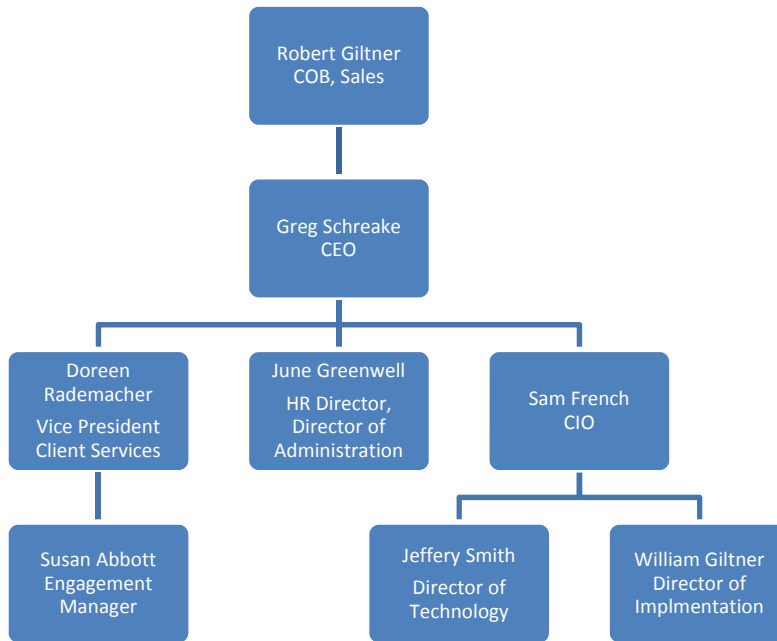 Robert Giltner
COB, Sales
Greg Schreake
CEO
Doreen
Rademacher
Vice President
Client Services
June Greenwell
HR Director,
Director of
Administration
Sam French
CIO
Susan Abbott
Engagement
Manager
Jeffery Smith
Director of
Technology
William Giltner
Director of
Implmentation